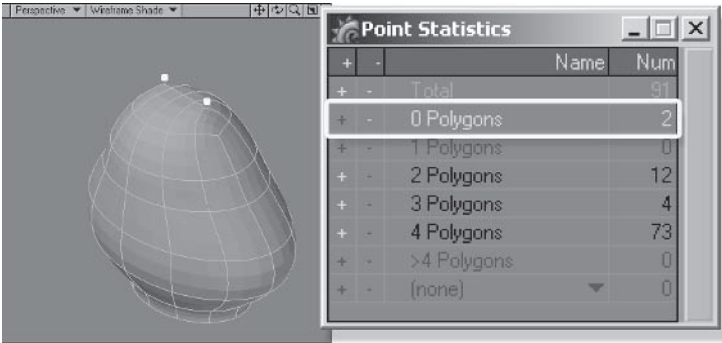 Perspective Wireframe Shade
Point Statistics
+ - Name Num
+ - Total 91
+ - 0 Polygons 2
+ - 1 Polygons 0
+ - 2 Polygons 12
+ - 3 Polygons 4
+ - 4 Polygons 73
+ - >4 Polygons 0
+ - (none) 0